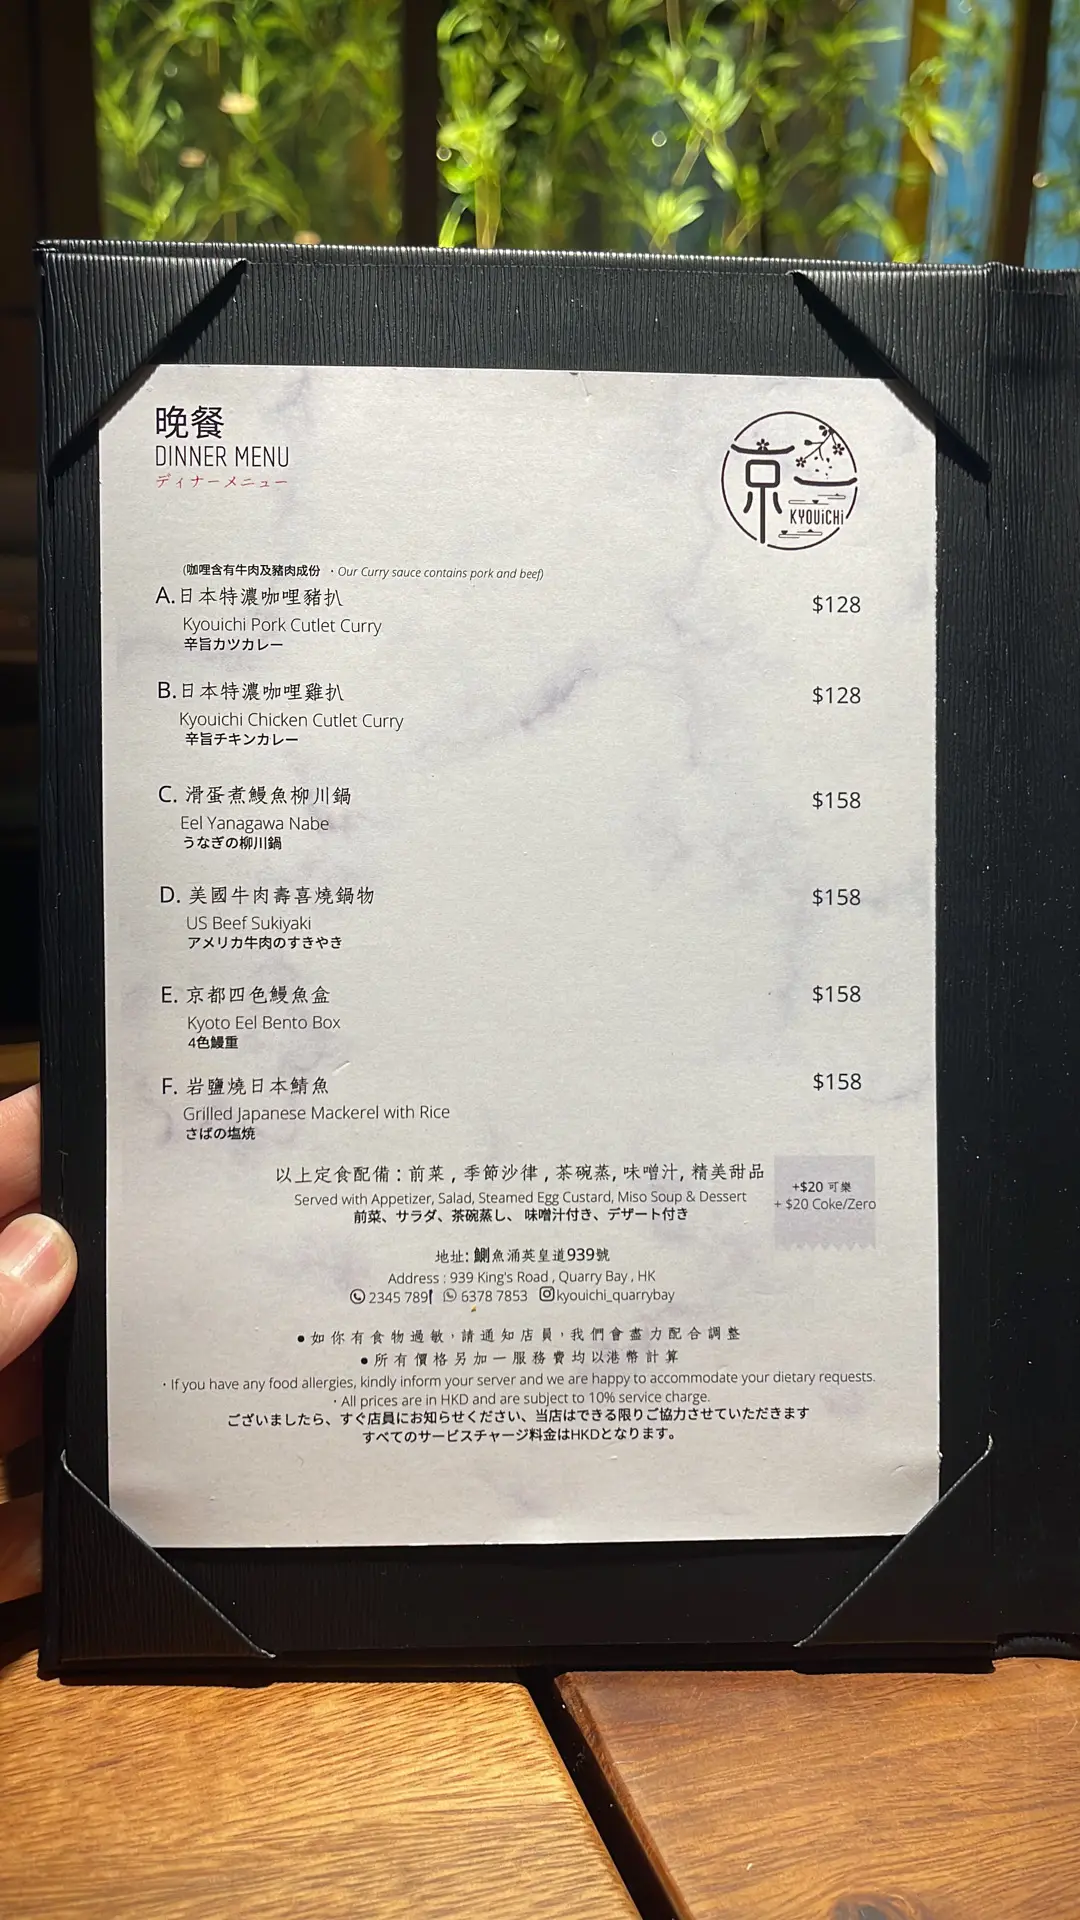 晚餐
DINNER MENU
ディナーメニュー
京一
KYOUiCHi
(咖哩含有牛肉及豬肉成份 ・Our Curry sauce contains pork and beef)
A.日本特濃咖哩豬扒 $128
Kyouichi Pork Cutlet Curry
辛旨カツカレー
B.日本特濃咖哩雞扒 $128
Kyouichi Chicken Cutlet Curry
辛旨チキンカレー
C. 滑蛋煮鰻魚柳川鍋 $158
Eel Yanagawa Nabe
うなぎの柳川鍋
D. 美國牛肉壽喜燒鍋物 $158
US Beef Sukiyaki
アメリカ牛肉のすきやき
E. 京都四色鰻魚盒 $158
Kyoto Eel Bento Box
4色鰻重
F. 岩鹽燒日本鯖魚 $158
Grilled Japanese Mackerel with Rice
さばの塩焼
以上定食配備：前菜 , 季節沙律 , 茶碗蒸, 味噌汁, 精美甜品
Served with Appetizer, Salad, Steamed Egg Custard, Miso Soup & Dessert
前菜、サラダ、茶碗蒸し、 味噌汁付き、デザート付き
+$20 可樂
+ $20 Coke/Zero
地址: 鰂魚涌英皇道939號
Address : 939 King's Road , Quarry Bay , HK
2345 7891 6378 7853 kyouichi_quarrybay
●如你有食物過敏，請通知店員，我們會盡力配合調整
●所有價格另加一服務費均以港幣計算
・If you have any food allergies, kindly inform your server and we are happy to accommodate your dietary requests.
・All prices are in HKD and are subject to 10% service charge.
ございましたら、すぐ店員にお知らせください、当店はできる限りご協力させていただきます
すべてのサービスチャージ料金はHKDとなります。